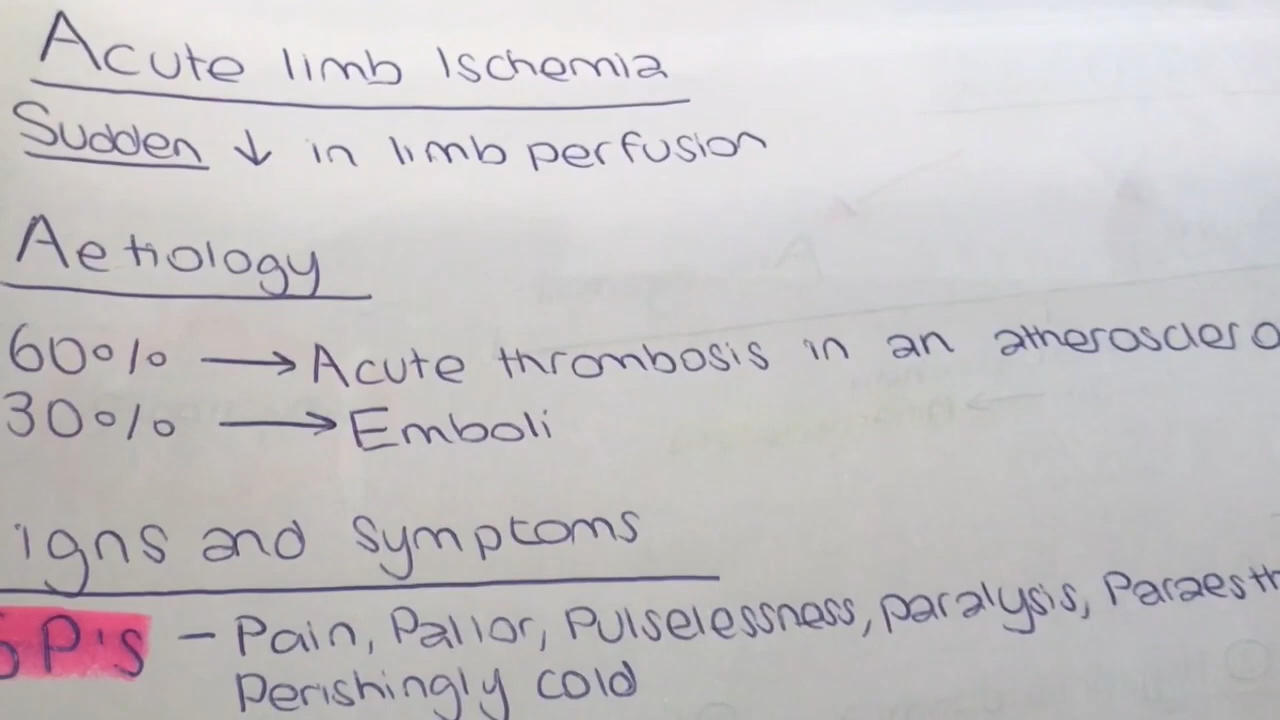 Acute limb Ischemia
Sudden ↓ in limb perfusion
Aetiology
60% → Acute thrombosis in an atherosclero
30% → Emboli
igns and Symptoms
P's - Pain, Pallor, Pulselessness, paralysis, Paraesth
Perishingly cold